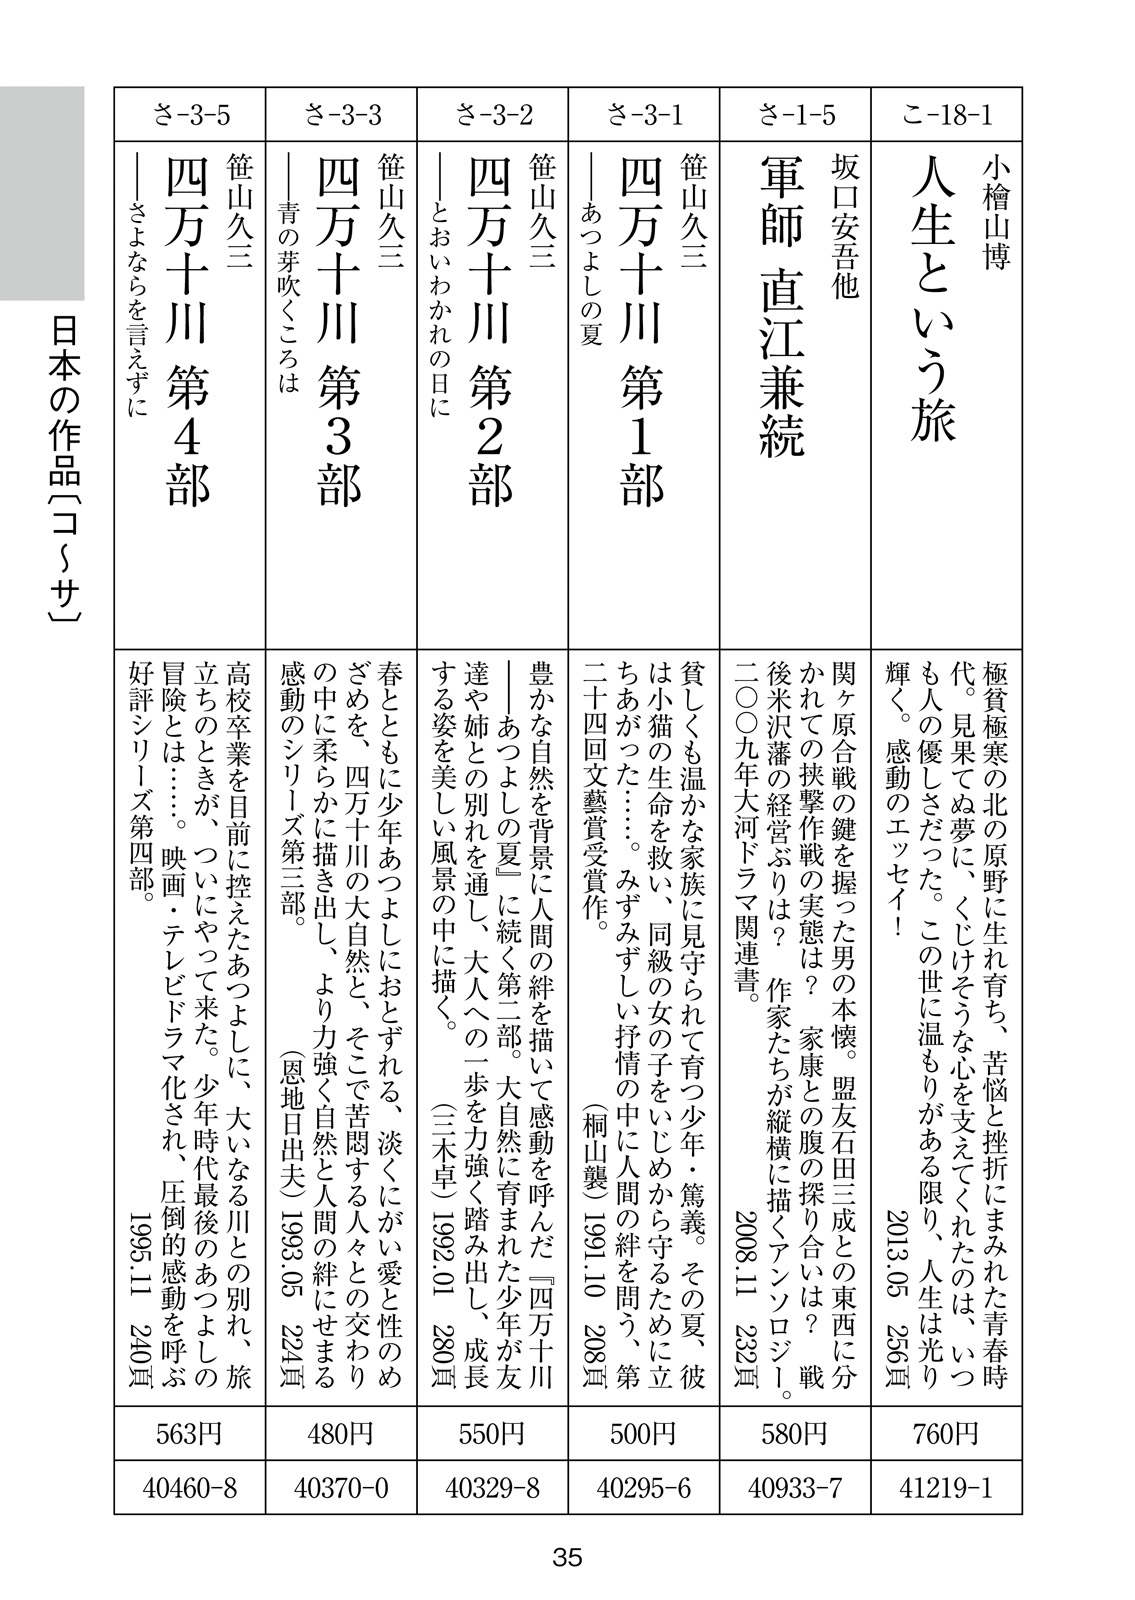 こ-18-1
小檜山博
人生という旅
極貧極寒の北の原野に生れ育ち、苦悩と挫折にまみれた青春時
代。見果てぬ夢に、くじけそうな心を支えてくれたのは、いつ
も人の優しさだった。この世に温もりがある限り、人生は光り
輝く。感動のエッセイ！ 2013.05 256頁
760円
41219-1
さ-1-5
坂口安吾他
軍師 直江兼続
関ヶ原合戦の鍵を握った男の本懐。盟友石田三成との東西に分
かれての挟撃作戦の実態は？ 家康との腹の探り合いは？ 戦
後米沢藩の経営ぶりは？ 作家たちが縦横に描くアンソロジー。
二〇〇九年大河ドラマ関連書。 2008.11 232頁
580円
40933-7
さ-3-1
笹山久三
四万十川 第1部
――あつよしの夏
貧しくも温かな家族に見守られて育つ少年・篤義。その夏、彼
は小猫の生命を救い、同級の女の子をいじめから守るために立
ちあがった……。みずみずしい抒情の中に人間の絆を問う、第
二十四回文藝賞受賞作。 （桐山襲）1991.10 208頁
500円
40295-6
さ-3-2
笹山久三
四万十川 第2部
――とおいわかれの日に
豊かな自然を背景に人間の絆を描いて感動を呼んだ『四万十川
――あつよしの夏』に続く第二部。大自然に育まれた少年が友
達や姉との別れを通し、大人への一歩を力強く踏み出し、成長
する姿を美しい風景の中に描く。 （三木卓）1992.01 280頁
550円
40329-8
さ-3-3
笹山久三
四万十川 第3部
――青の芽吹くころは
春とともに少年あつよしにおとずれる、淡くにがい愛と性のめ
ざめを、四万十川の大自然と、そこで苦悶する人々との交わり
の中に柔らかに描き出し、より力強く自然と人間の絆にせまる
感動のシリーズ第三部。 （恩地日出夫）1993.05 224頁
480円
40370-0
さ-3-5
笹山久三
四万十川 第4部
――さよならを言えずに
高校卒業を目前に控えたあつよしに、大いなる川との別れ、旅
立ちのときが、ついにやって来た。少年時代最後のあつよしの
冒険とは……。映画・テレビドラマ化され、圧倒的感動を呼ぶ
好評シリーズ第四部。 1995.11 240頁
563円
40460-8
日本の作品〔コ～サ〕
35